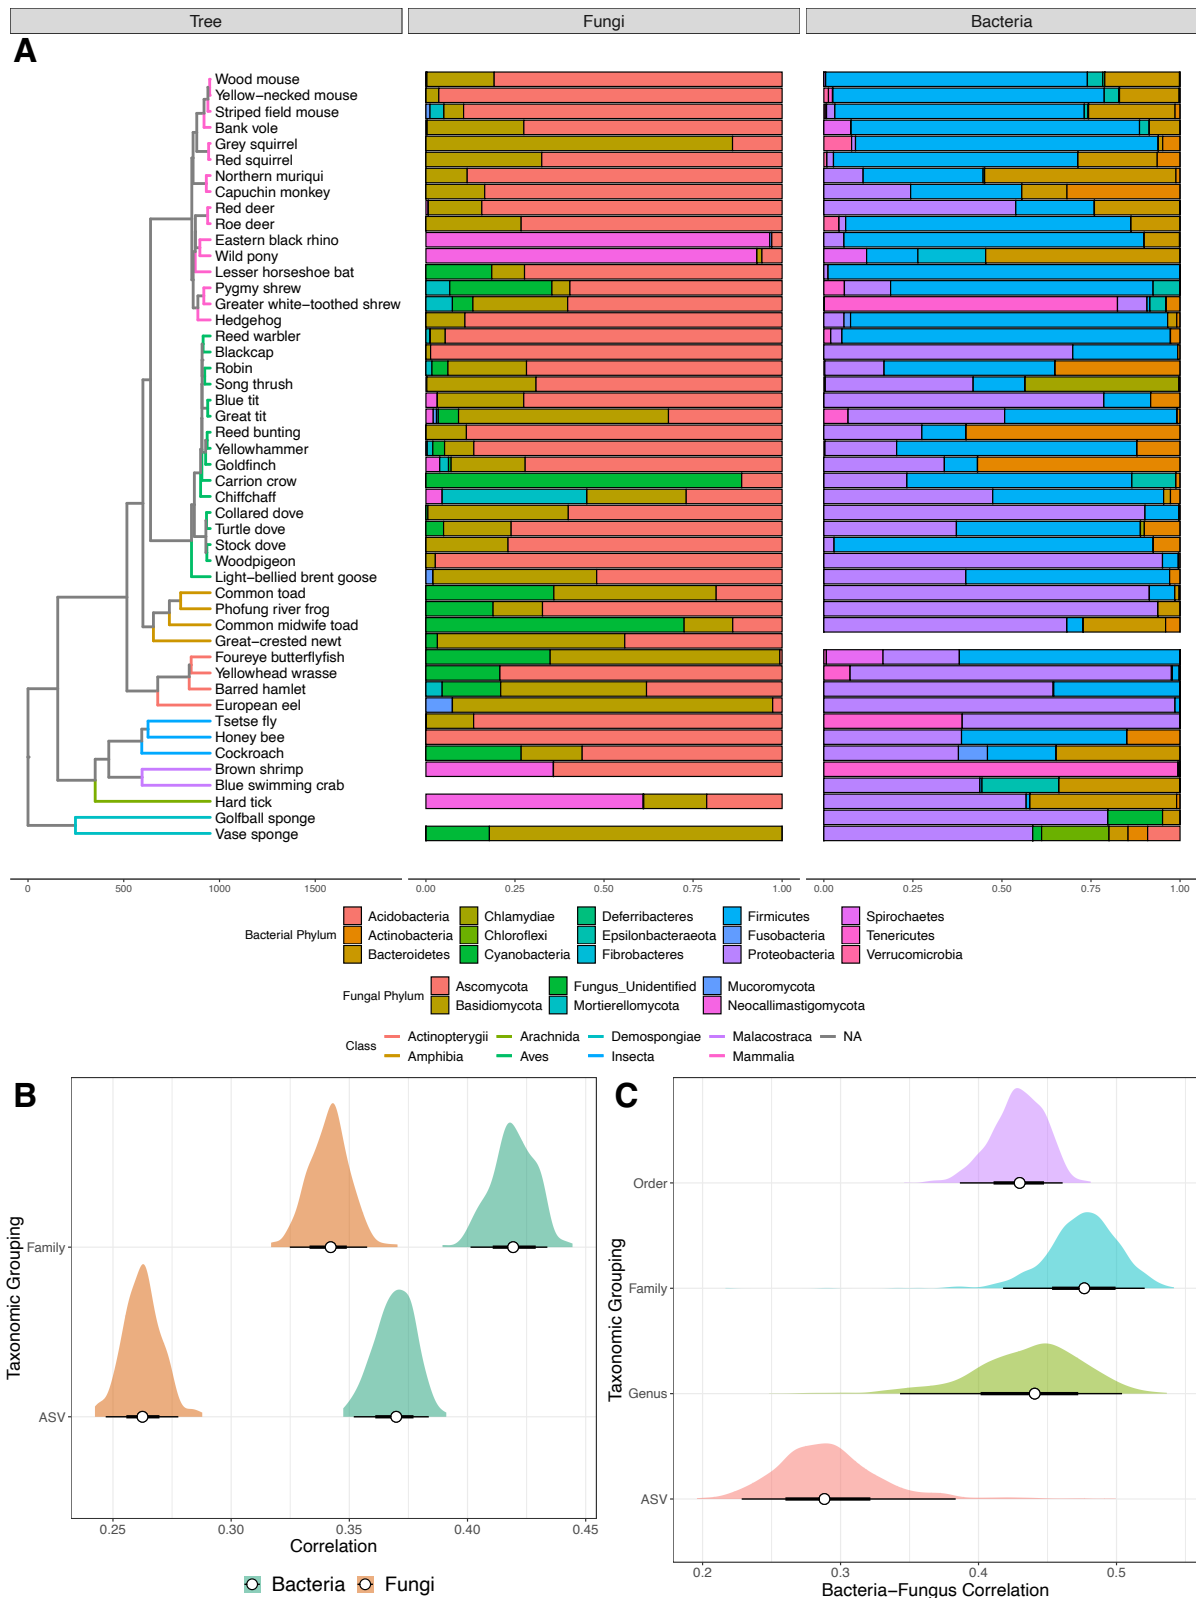 Tree Fungi Bacteria
A
Wood mouse
Yellow−necked mouse
Striped field mouse
Bank vole
Grey squirrel
Red squirrel
Northern muriqui
Capuchin monkey
Red deer
Roe deer
Eastern black rhino
Wild pony
Lesser horseshoe bat
Pygmy shrew
Greater white−toothed shrew
Hedgehog
Reed warbler
Blackcap
Robin
Song thrush
Blue tit
Great tit
Reed bunting
Yellowhammer
Goldfinch
Carrion crow
Chiffchaff
Collared dove
Turtle dove
Stock dove
Woodpigeon
Light−bellied brent goose
Common toad
Phofung river frog
Common midwife toad
Great−crested newt
Foureye butterflyfish
Yellowhead wrasse
Barred hamlet
European eel
Tsetse fly
Honey bee
Cockroach
Brown shrimp
Blue swimming crab
Hard tick
Golfball sponge
Vase sponge
0 500 1000 1500 0.00 0.25 0.50 0.75 1.00 0.00 0.25 0.50 0.75 1.00
Acidobacteria Chlamydiae Deferribacteres Firmicutes Spirochaetes
Bacterial Phylum Actinobacteria Chloroflexi Epsilonbacteraeota Fusobacteria Tenericutes
Bacteroidetes Cyanobacteria Fibrobacteres Proteobacteria Verrucomicrobia
Ascomycota Fungus_Unidentified Mucoromycota
Fungal Phylum Basidiomycota Mortierellomycota Neocallimastigomycota
Class Actinopterygii Arachnida Demospongiae Malacostraca NA
Amphibia Aves Insecta Mammalia
B
Taxonomic Grouping
Family
ASV
0.25 0.30 0.35 0.40 0.45
Correlation
Bacteria Fungi
C
Taxonomic Grouping
Order
Family
Genus
ASV
0.2 0.3 0.4 0.5
Bacteria−Fungus Correlation